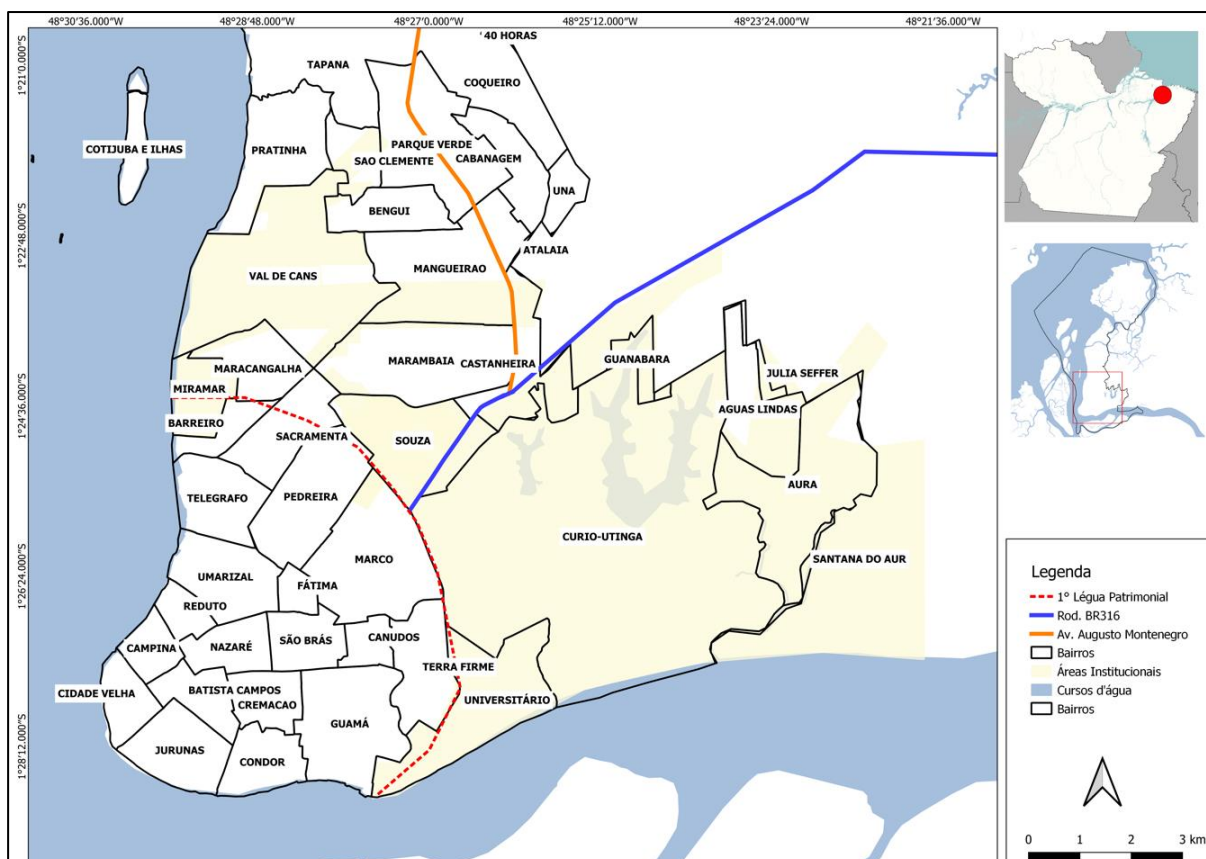 48°30'36.000"W 48°28'48.000"W 48°27'0.000"W 48°25'12.000"W 48°23'24.000"W 48°21'36.000"W
1°21'0.000"S
1°22'48.000"S
1°24'36.000"S
1°26'24.000"S
1°28'12.000"S
'40 HORAS
TAPANA
COQUEIRO
COTIJUBA E ILHAS
PRATINHA
PARQUE VERDE
SAO CLEMENTE
CABANAGEM
UNA
BENGUI
ATALAIA
VAL DE CANS
MANGUEIRAO
MARAMBAIA
CASTANHEIRA
GUANABARA
MARACANGALHA
JULIA SEFFER
MIRAMAR
AGUAS LINDAS
BARREIRO
SACRAMENTA
SOUZA
TELEGRAFO
PEDREIRA
AURA
CURIO-UTINGA
MARCO
SANTANA DO AUR
UMARIZAL
FÁTIMA
REDUTO
CAMPINA
NAZARÉ
SÃO BRÁS
CANUDOS
TERRA FIRME
CIDADE VELHA
BATISTA CAMPOS
CREMACAO
UNIVERSITÁRIO
GUAMÁ
JURUNAS
CONDOR
Legenda
1° Légua Patrimonial
Rod. BR316
Av. Augusto Montenegro
Bairros
Áreas Institucionais
Cursos d'água
Bairros
0 1 2 3 km